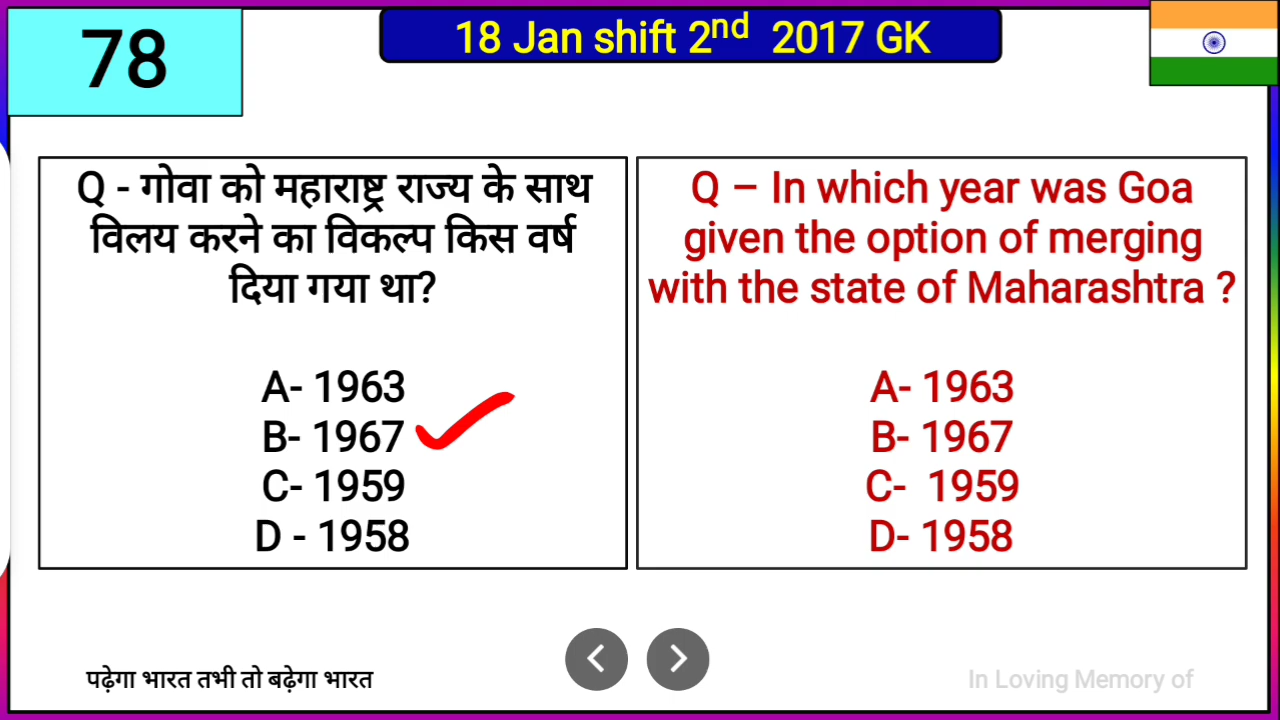 78
18 Jan shift 2nd 2017 GK
Q - गोवा को महाराष्ट्र राज्य के साथ
विलय करने का विकल्प किस वर्ष
दिया गया था?
A- 1963
B- 1967
C- 1959
D - 1958
Q – In which year was Goa
given the option of merging
with the state of Maharashtra ?
A- 1963
B- 1967
C- 1959
D- 1958
पढ़ेगा भारत तभी तो बढ़ेगा भारत
In Loving Memory of